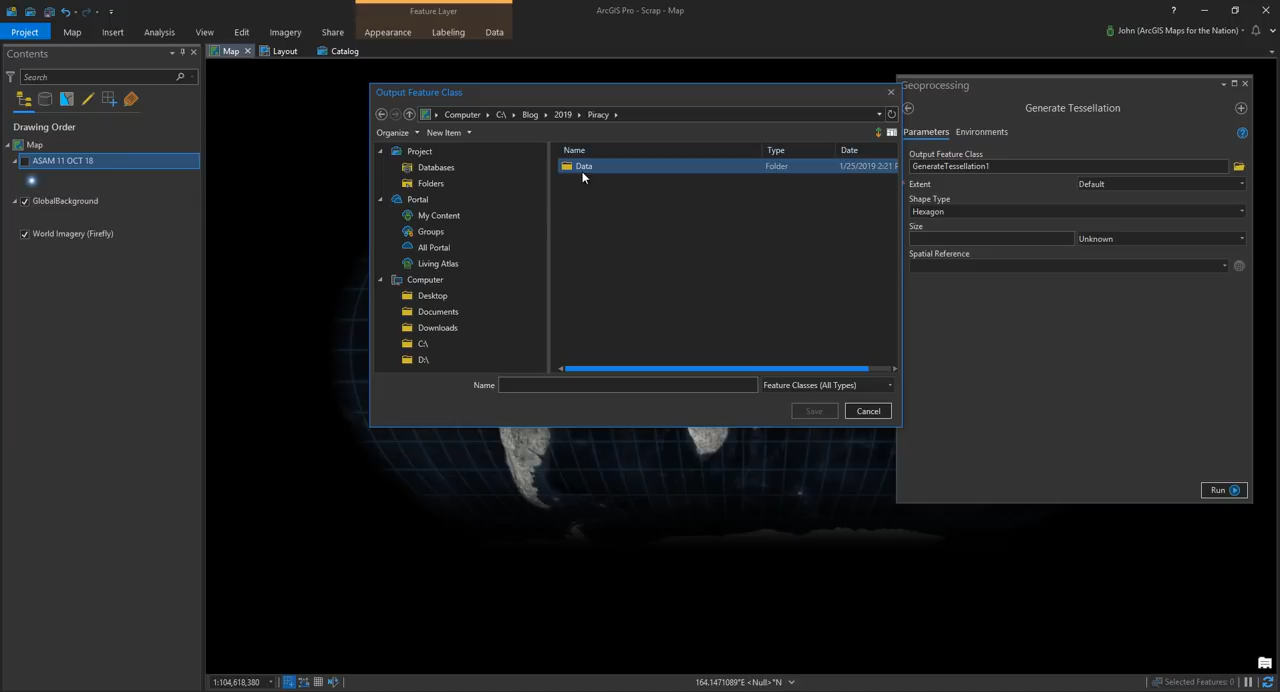 Feature Layer
ArcGIS Pro - Scrap - Map
?
Project Map Insert Analysis View Edit Imagery Share Appearance Labeling Data
John (ArcGIS Maps for the Nation)
Contents
Map Layout Catalog
Search
Drawing Order
Map
ASAM 11 OCT 18
GlobalBackground
World Imagery (Firefly)
Output Feature Class
Computer C:\ Blog 2019 Piracy
Organize New Item
Project
Databases
Folders
Portal
My Content
Groups
All Portal
Living Atlas
Computer
Desktop
Documents
Downloads
C:\
D:\
Name Type Date
Data Folder 1/25/2019 2:21 P
Name
Feature Classes (All Types)
Save Cancel
Geoprocessing
Generate Tessellation
Parameters Environments
Output Feature Class
GenerateTessellation1
Extent Default
Shape Type
Hexagon
Size
Unknown
Spatial Reference
Run
1:104,618,380
164.1471089°E <Null>°N
Selected Features: 0